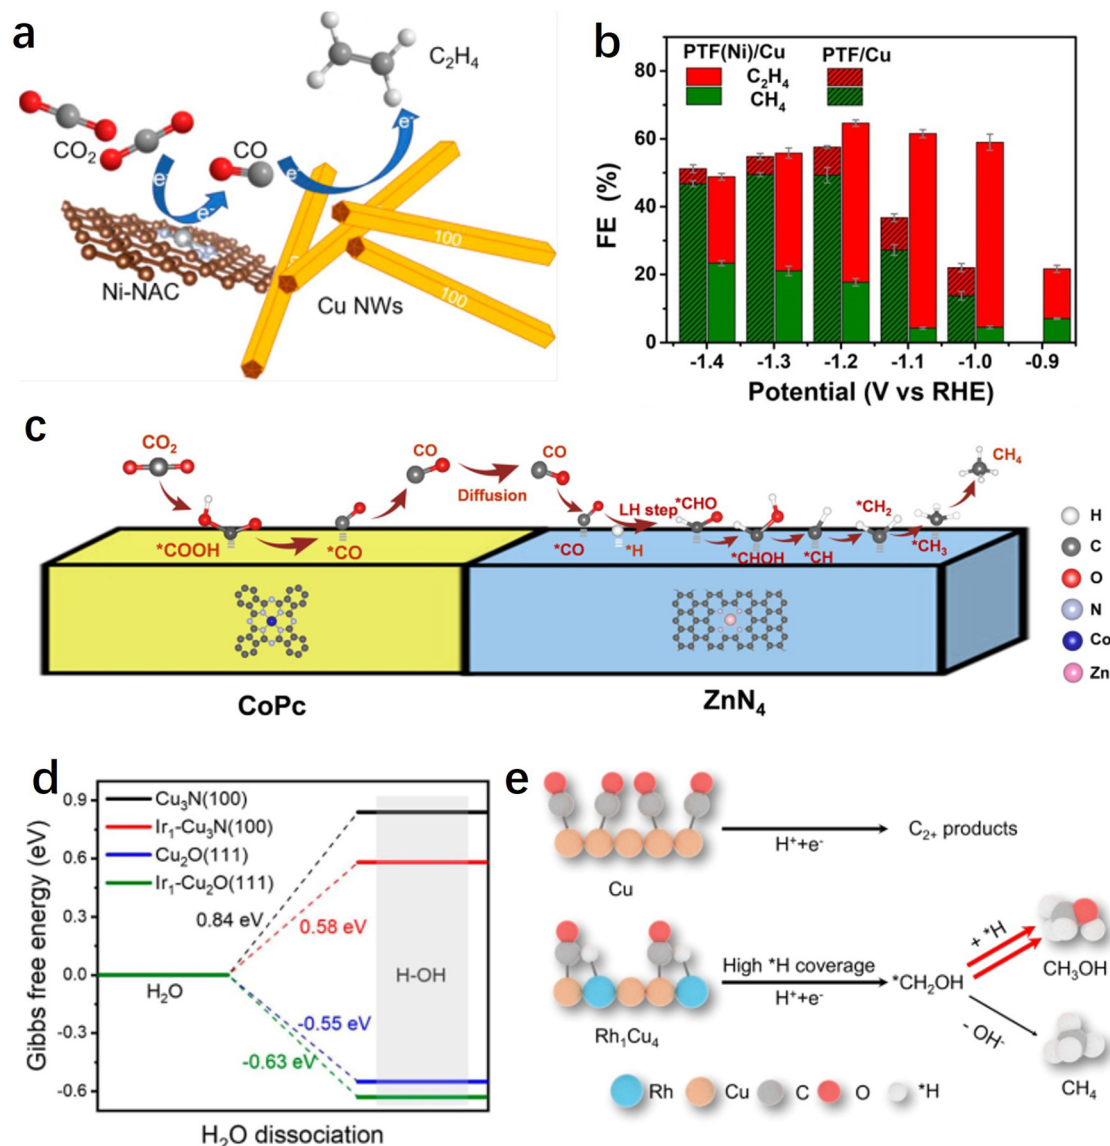 a
C₂H₄
CO₂
CO
e⁻
e⁻
e⁻
e⁻
100
100
Ni-NAC
Cu NWs
b
PTF(Ni)/Cu PTF/Cu
C₂H₄
CH₄
80
60
40
20
0
FE (%)
-1.4 -1.3 -1.2 -1.1 -1.0 -0.9
Potential (V vs RHE)
c
CO₂
CO
CO
CH₄
Diffusion
LH step
*CHO
*CH₂
*COOH
*CO
*CO
*H
*CHOH
*CH
*CH₃
H
C
O
N
Co
Zn
CoPc
ZnN₄
d
Gibbs free energy (eV)
0.9
0.6
0.3
0.0
-0.3
-0.6
Cu₃N(100)
Ir₁-Cu₃N(100)
Cu₂O(111)
Ir₁-Cu₂O(111)
0.84 eV
0.58 eV
H₂O
H-OH
-0.55 eV
-0.63 eV
H₂O dissociation
e
H⁺+e⁻
C₂₊ products
Cu
High *H coverage
H⁺+e⁻
*CH₂OH
+ *H
CH₃OH
- OH⁻
CH₄
Rh₁Cu₄
Rh Cu C O *H